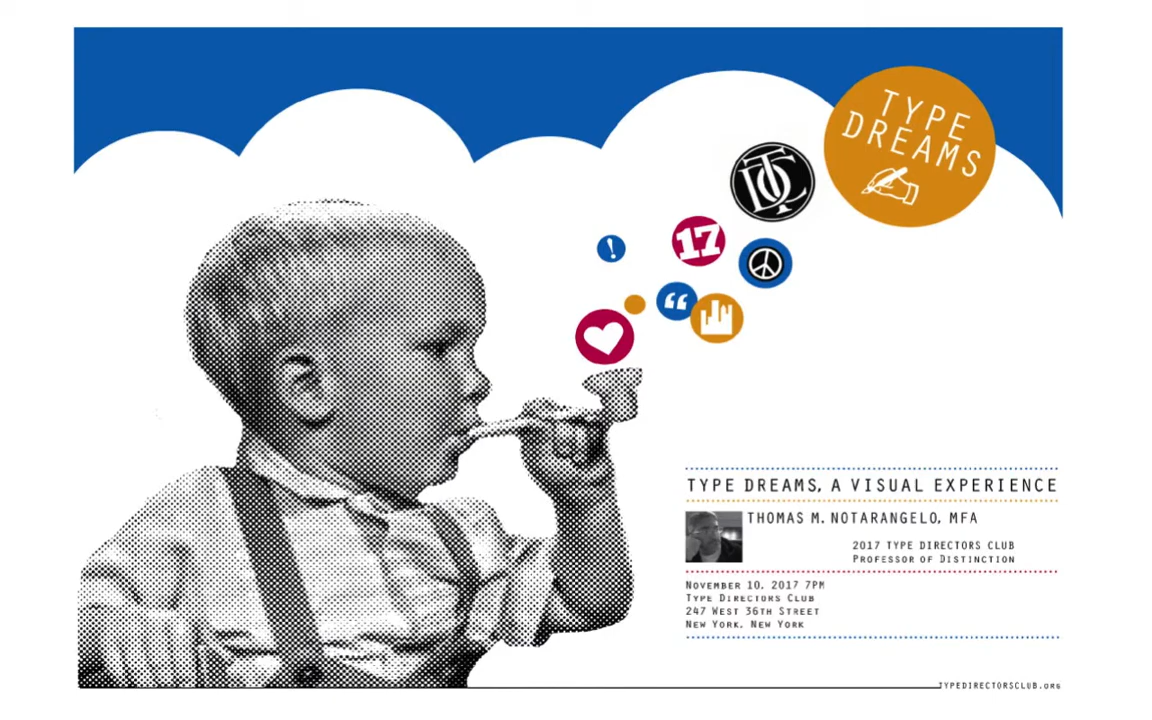 TYPE
DREAMS
TDC
17
!
“
TYPE DREAMS, A VISUAL EXPERIENCE
THOMAS M. NOTARANGELO, MFA
2017 TYPE DIRECTORS CLUB
PROFESSOR OF DISTINCTION
NOVEMBER 10, 2017 7PM
TYPE DIRECTORS CLUB
247 WEST 36TH STREET
NEW YORK, NEW YORK
TYPEDIRECTORSCLUB.ORG